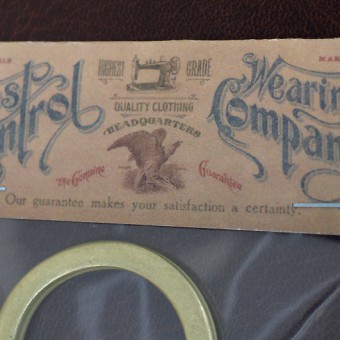 HIGHEST GRADE
Wearin
ntrol
Compan
QUALITY CLOTHING
HEADQUARTERS
The Genuine Guarantee
Our guarantee makes your satisfaction a certainty.